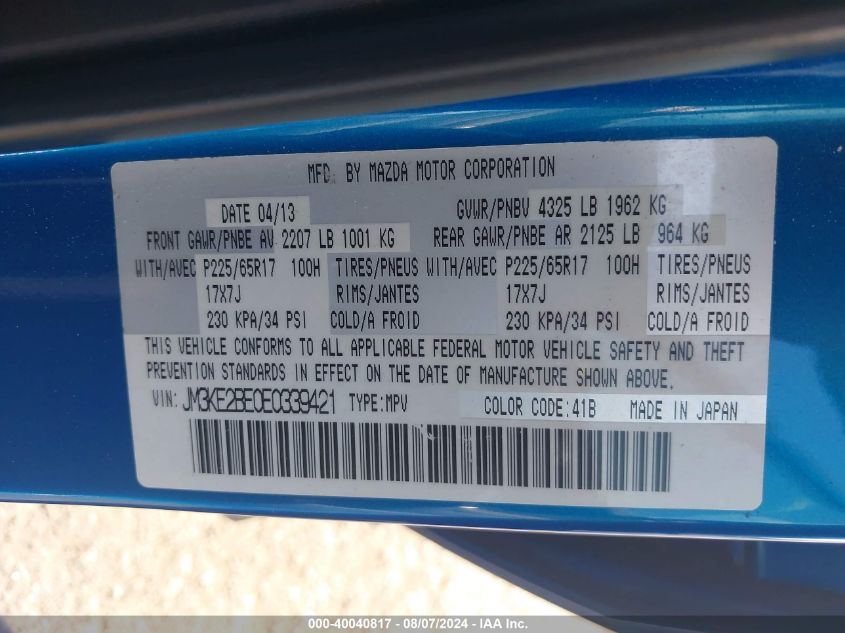 MFD. BY MAZDA MOTOR CORPORATION
DATE 04/13 GVWR/PNBV 4325 LB 1962 KG
FRONT GAWR/PNBE AV 2207 LB 1001 KG REAR GAWR/PNBE AR 2125 LB 964 KG
WITH/AVEC P225/65R17 100H TIRES/PNEUS WITH/AVEC P225/65R17 100H TIRES/PNEUS
17X7J RIMS/JANTES 17X7J RIMS/JANTES
230 KPA/34 PSI COLD/A FROID 230 KPA/34 PSI COLD/A FROID
THIS VEHICLE CONFORMS TO ALL APPLICABLE FEDERAL MOTOR VEHICLE SAFETY AND THEFT
PREVENTION STANDARDS IN EFFECT ON THE DATE OF MANUFACTURE SHOWN ABOVE.
VIN: JM3KE2BE0E0339421 TYPE:MPV COLOR CODE:41B MADE IN JAPAN
000-40040817 - 08/07/2024 - IAA Inc.